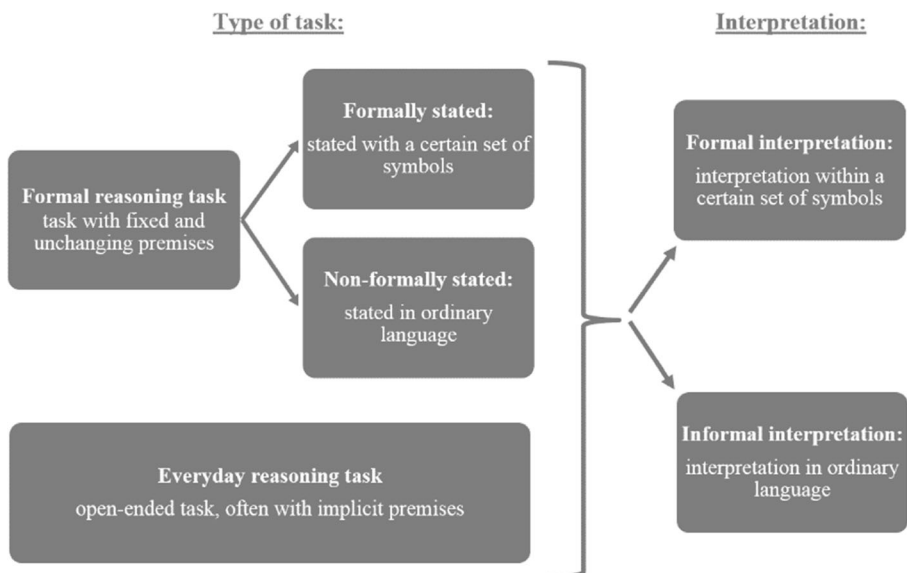 Type of task:
Interpretation:
Formal reasoning task
task with fixed and
unchanging premises
Formally stated:
stated with a certain set of
symbols
Non-formally stated:
stated in ordinary
language
Everyday reasoning task
open-ended task, often with implicit premises
Formal interpretation:
interpretation within a
certain set of symbols
Informal interpretation:
interpretation in ordinary
language